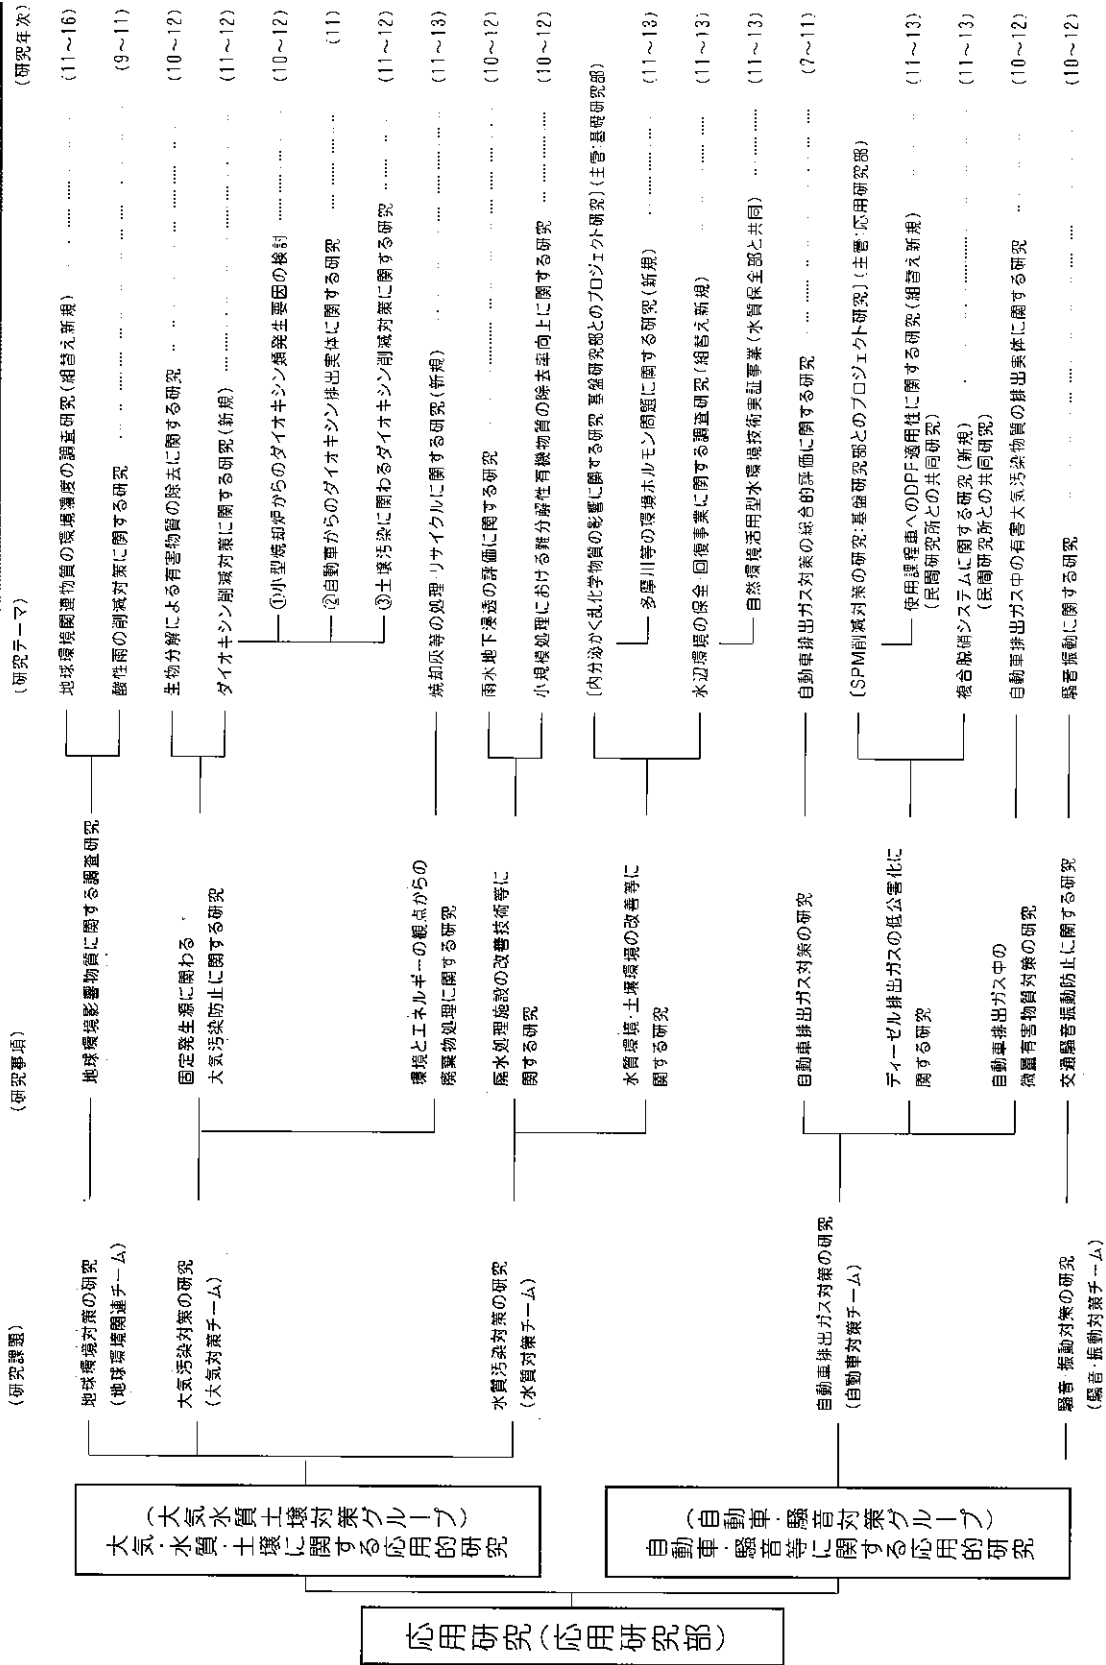 (研究課題)
(研究事項)
(研究テーマ)
(研究年次)
応用研究(応用研究部)
(大気水質土壌対策グループ)
大気・水質・土壌に関する応用的研究
地球環境対策の研究
(地球環境関連チーム)
地球環境影響物質に関する調査研究
地球環境関連物質の環境濃度の調査研究(組替え新規)
(11~16)
酸性雨の削減対策に関する研究
(9~11)
大気汚染対策の研究
(大気対策チーム)
固定発生源に関わる
大気汚染防止に関する研究
生物分解による有害物質の除去に関する研究
(10~12)
ダイオキシン削減対策に関する研究(新規)
(11~12)
①小型焼却炉からのダイオキシン類発生要因の検討
(10~12)
②自動車からのダイオキシン排出実体に関する研究
(11)
③土壌汚染に関わるダイオキシン削減対策に関する研究
(11~12)
環境とエネルギーの観点からの
廃棄物処理に関する研究
焼却灰等の処理・リサイクルに関する研究(新規)
(11~13)
水質汚染対策の研究
(水質対策チーム)
廃水処理施設の改善技術等に
関する研究
雨水地下浸透の評価に関する研究
(10~12)
小規模処理における難分解性有機物質の除去率向上に関する研究
(10~12)
水質環境・土壌環境の改善等に
関する研究
[内分泌かく乱化学物質の影響に関する研究 基盤研究部とのプロジェクト研究](主管:基礎研究部)
多摩川等の環境ホルモン問題に関する研究(新規)
(11~13)
水辺環境の保全・回復事業に関する調査研究(組替え新規)
(11~13)
自然環境活用型水環境技術実証事業(水質保全部と共同)
(11~13)
(自動車・騒音対策グループ)
自動車・騒音等に関する応用的研究
自動車排出ガス対策の研究
(自動車対策チーム)
自動車排出ガス対策の研究
自動車排出ガス対策の総合的評価に関する研究
(7~11)
ディーゼル排出ガスの低公害化に
関する研究
[SPM削減対策の研究:基盤研究部とのプロジェクト研究](主管:応用研究部)
使用課程車へのDPF適用性に関する研究(組替え新規)
(民間研究所との共同研究)
(11~13)
複合脱硝システムに関する研究(新規)
(民間研究所との共同研究)
(11~13)
自動車排出ガス中の
微量有害物質対策の研究
自動車排出ガス中の有害大気汚染物質の排出実体に関する研究
(10~12)
騒音・振動対策の研究
(騒音・振動対策チーム)
交通騒音振動防止に関する研究
騒音振動に関する研究
(10~12)